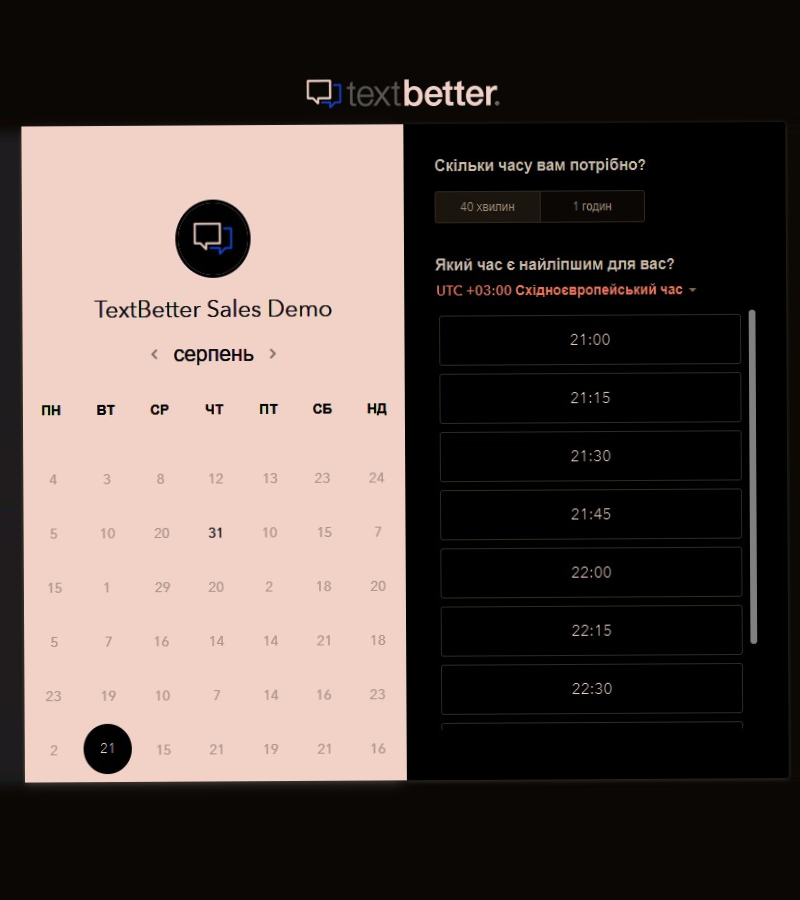 textbetter.
TextBetter Sales Demo
серпень
ПН ВТ СР ЧТ ПТ СБ НД
4 3 8 12 13 23 24
5 10 20 31 10 15 7
15 1 29 20 2 18 20
5 7 16 14 14 21 18
23 19 10 7 14 16 23
2 21 15 21 19 21 16
Скільки часу вам потрібно?
40 хвилин 1 годин
Який час є найліпшим для вас?
UTC +03:00 Східноєвропейський час
21:00
21:15
21:30
21:45
22:00
22:15
22:30